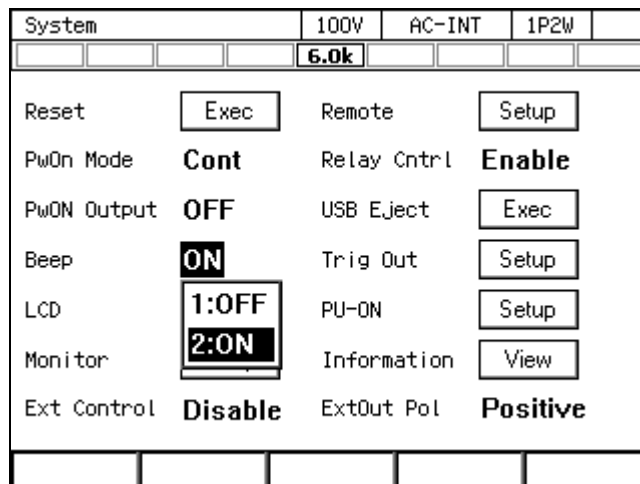 System 100V AC-INT 1P2W
6.0k
Reset Exec Remote Setup
PwOn Mode Cont Relay Cntrl Enable
PwON Output OFF USB Eject Exec
Beep ON Trig Out Setup
LCD 1:OFF PU-ON Setup
2:ON
Monitor Information View
Ext Control Disable ExtOut Pol Positive